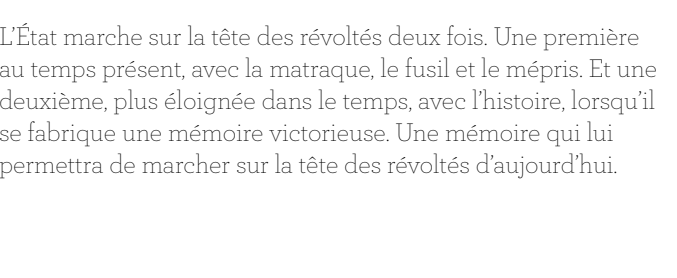 L’État marche sur la tête des révoltés deux fois. Une première
au temps présent, avec la matraque, le fusil et le mépris. Et une
deuxième, plus éloignée dans le temps, avec l’histoire, lorsqu’il
se fabrique une mémoire victorieuse. Une mémoire qui lui
permettra de marcher sur la tête des révoltés d’aujourd’hui.